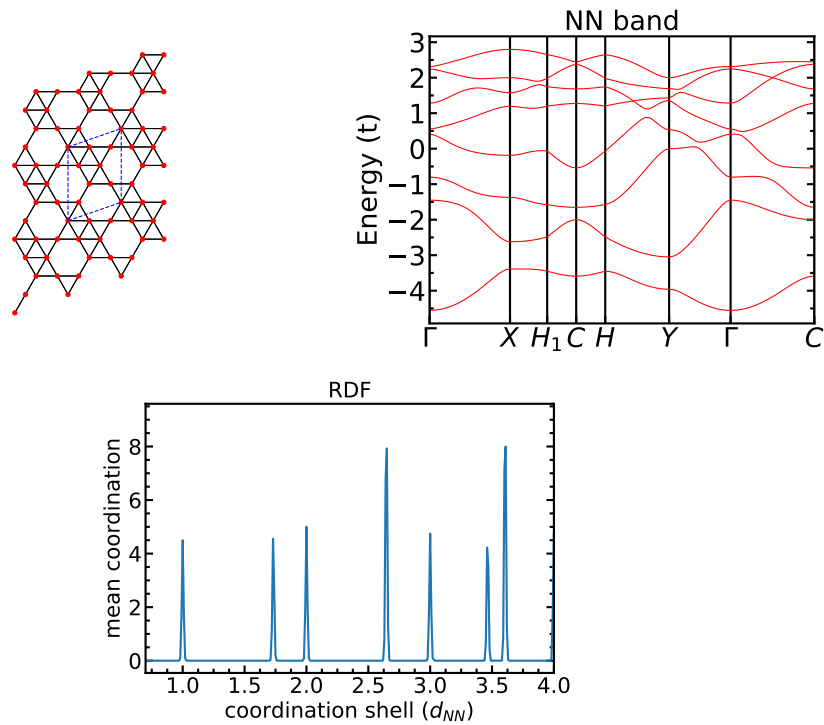 NN band
Energy (t)
3
2
1
0
−1
−2
−3
−4
Γ X H₁ C H Y Γ C
RDF
mean coordination
8
6
4
2
0
1.0 1.5 2.0 2.5 3.0 3.5 4.0
coordination shell (d_NN)